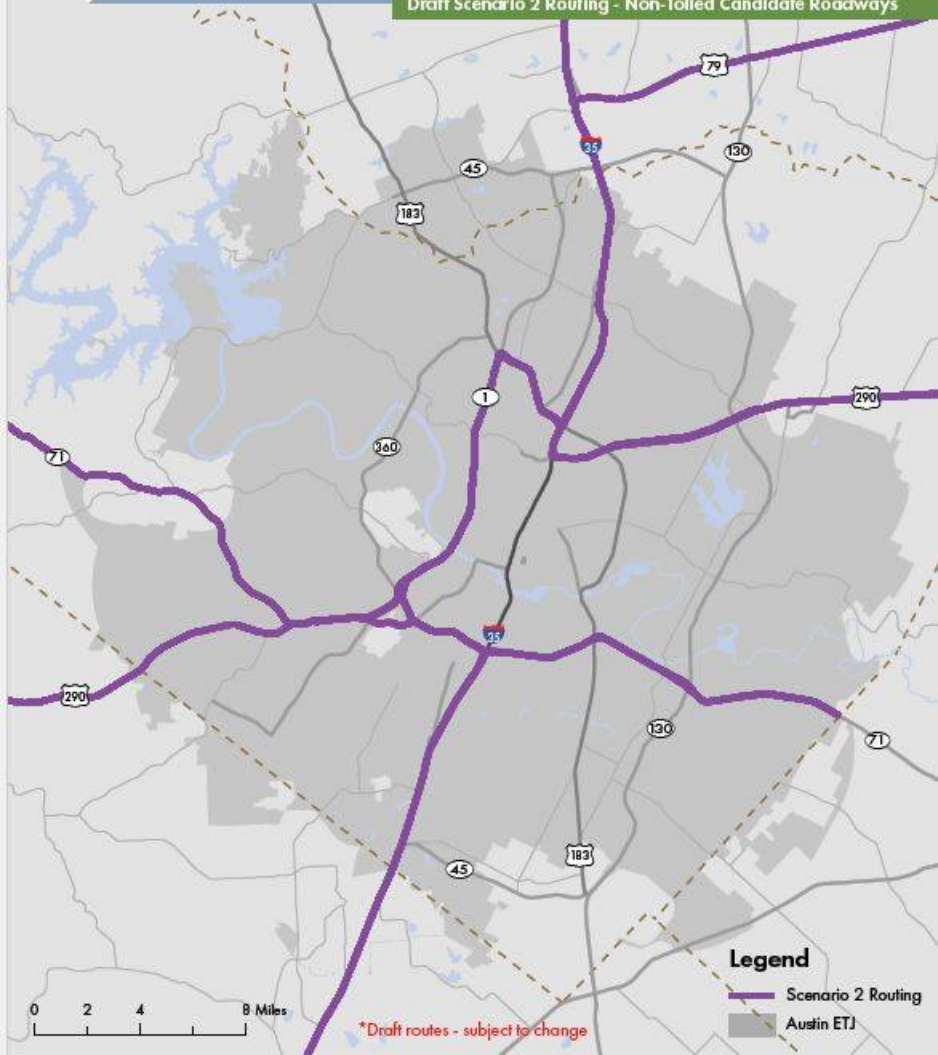 Draft Scenario 2 Routing - Non-Tolled Candidate Roadways
79
35
130
45
183
1
290
360
71
35
290
130
71
183
45
Legend
Scenario 2 Routing
Austin ETJ
0 2 4 8 Miles
*Draft routes - subject to change